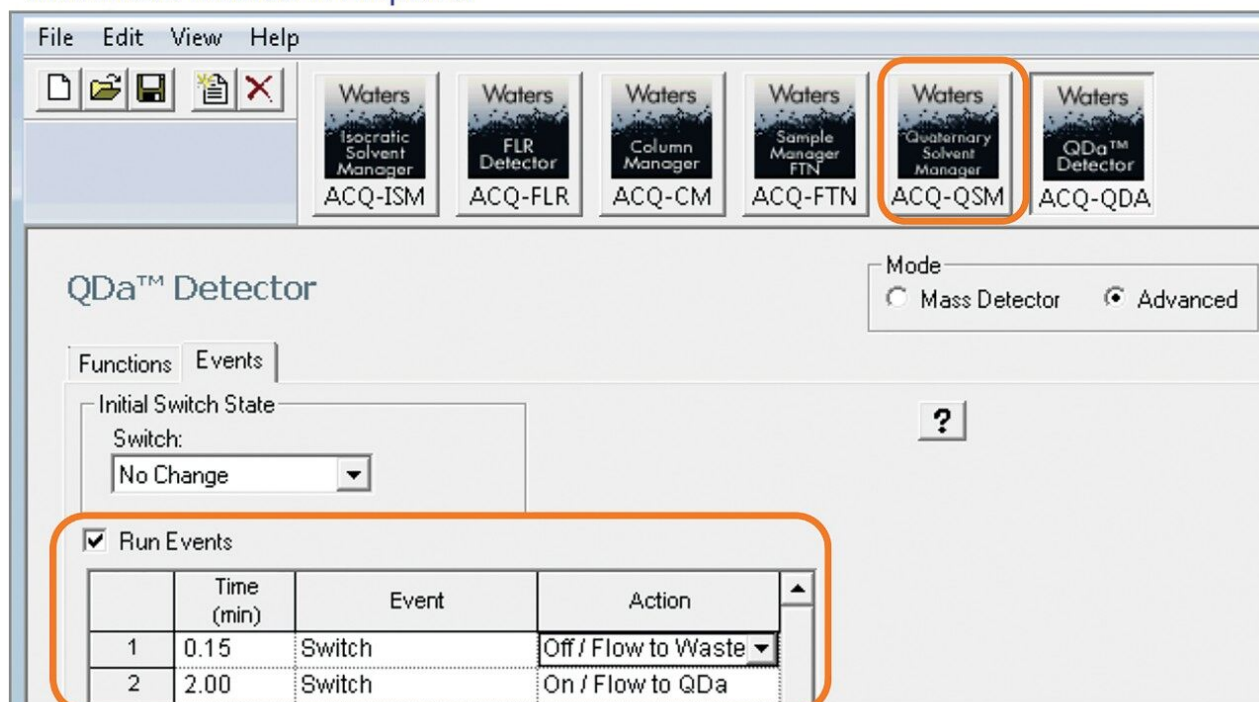 File Edit View Help
Waters
Isocratic
Solvent
Manager
ACQ-ISM
Waters
FLR
Detector
ACQ-FLR
Waters
Column
Manager
ACQ-CM
Waters
Sample
Manager
FTN
ACQ-FTN
Waters
Quaternary
Solvent
Manager
ACQ-QSM
Waters
QDa™
Detector
ACQ-QDA
QDa™ Detector
Mode
Mass Detector Advanced
Functions Events
Initial Switch State
Switch:
No Change
?
Run Events
Time
(min) Event Action
1 0.15 Switch Off / Flow to Waste
2 2.00 Switch On / Flow to QDa